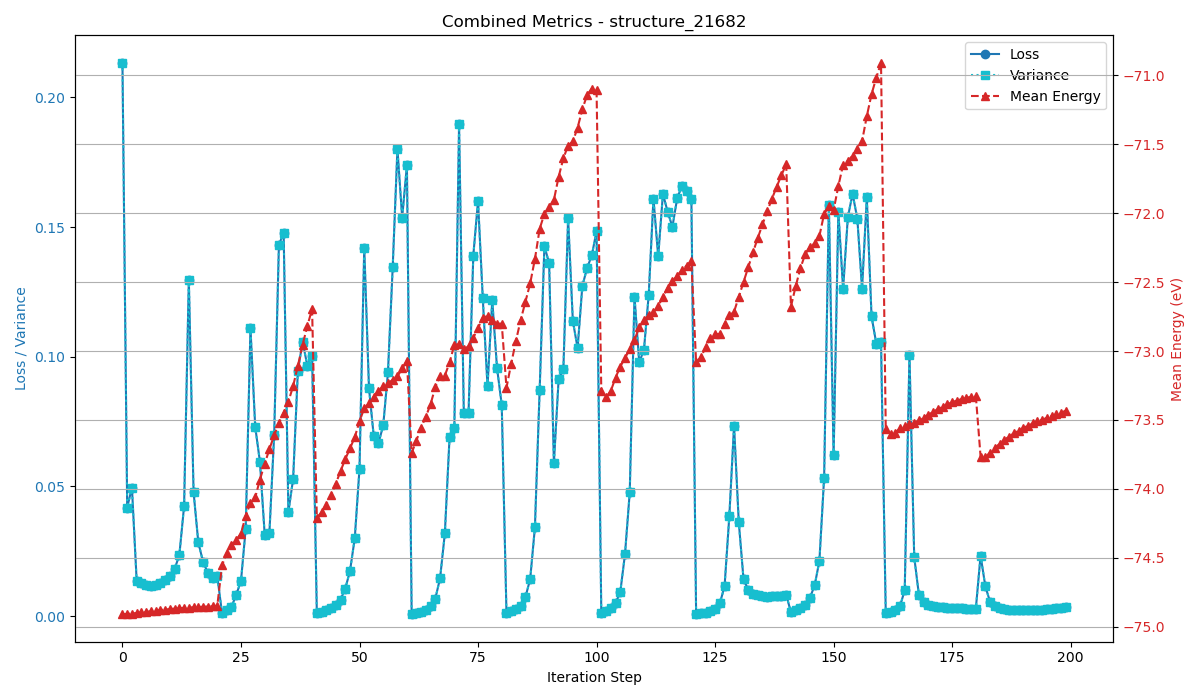 Combined Metrics - structure_21682
Loss
Variance
Mean Energy
0.20
0.15
0.10
0.05
0.00
Loss / Variance
−71.0
−71.5
−72.0
−72.5
−73.0
−73.5
−74.0
−74.5
−75.0
Mean Energy (eV)
0 25 50 75 100 125 150 175 200
Iteration Step